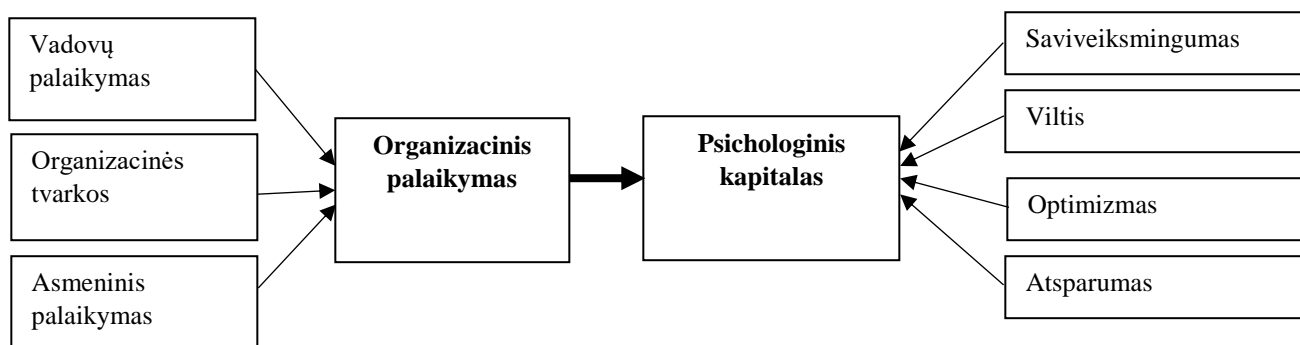 Vadovų
palaikymas
Organizacinės
tvarkos
Asmeninis
palaikymas
Organizacinis
palaikymas
Psichologinis
kapitalas
Saviveiksmingumas
Viltis
Optimizmas
Atsparumas